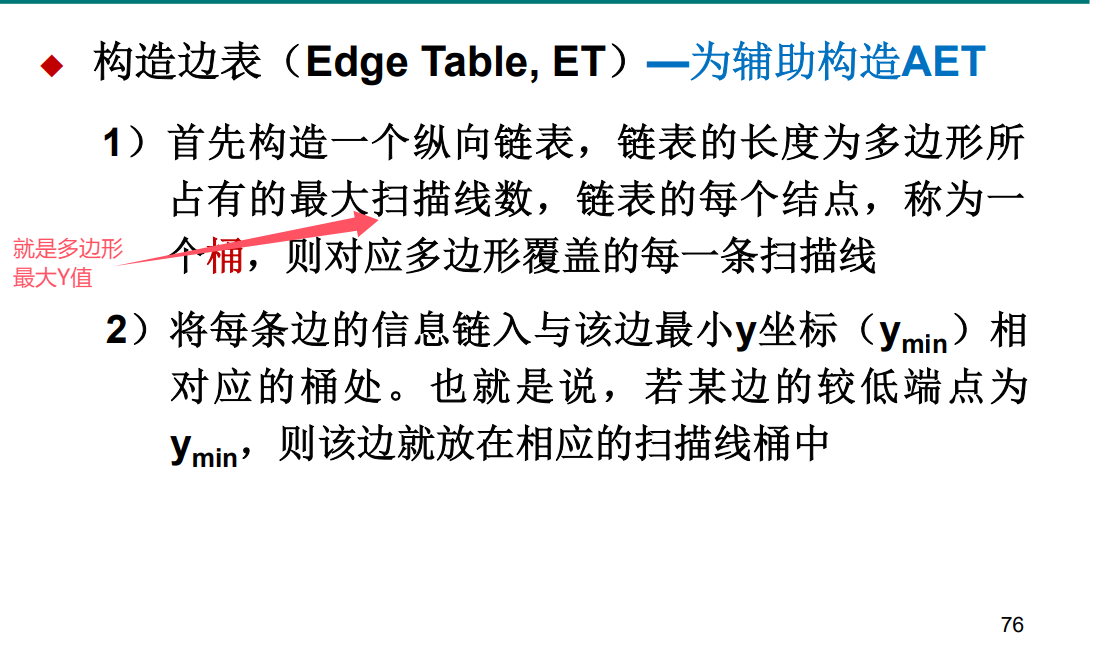 ◆ 构造边表（Edge Table, ET）—为辅助构造AET
1）首先构造一个纵向链表，链表的长度为多边形所
占有的最大扫描线数，链表的每个结点，称为一
个桶，则对应多边形覆盖的每一条扫描线
就是多边形
最大Y值
2）将每条边的信息链入与该边最小y坐标（ymin）相
对应的桶处。也就是说，若某边的较低端点为
ymin，则该边就放在相应的扫描线桶中
76